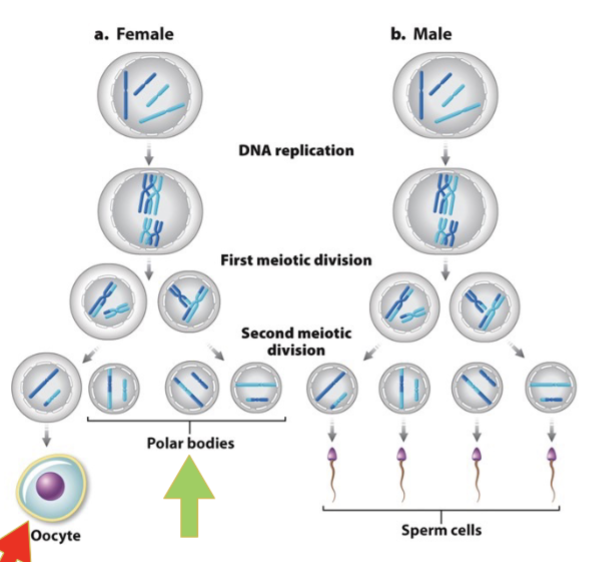 a. Female
b. Male
DNA replication
First meiotic division
Second meiotic
division
Polar bodies
Oocyte
Sperm cells